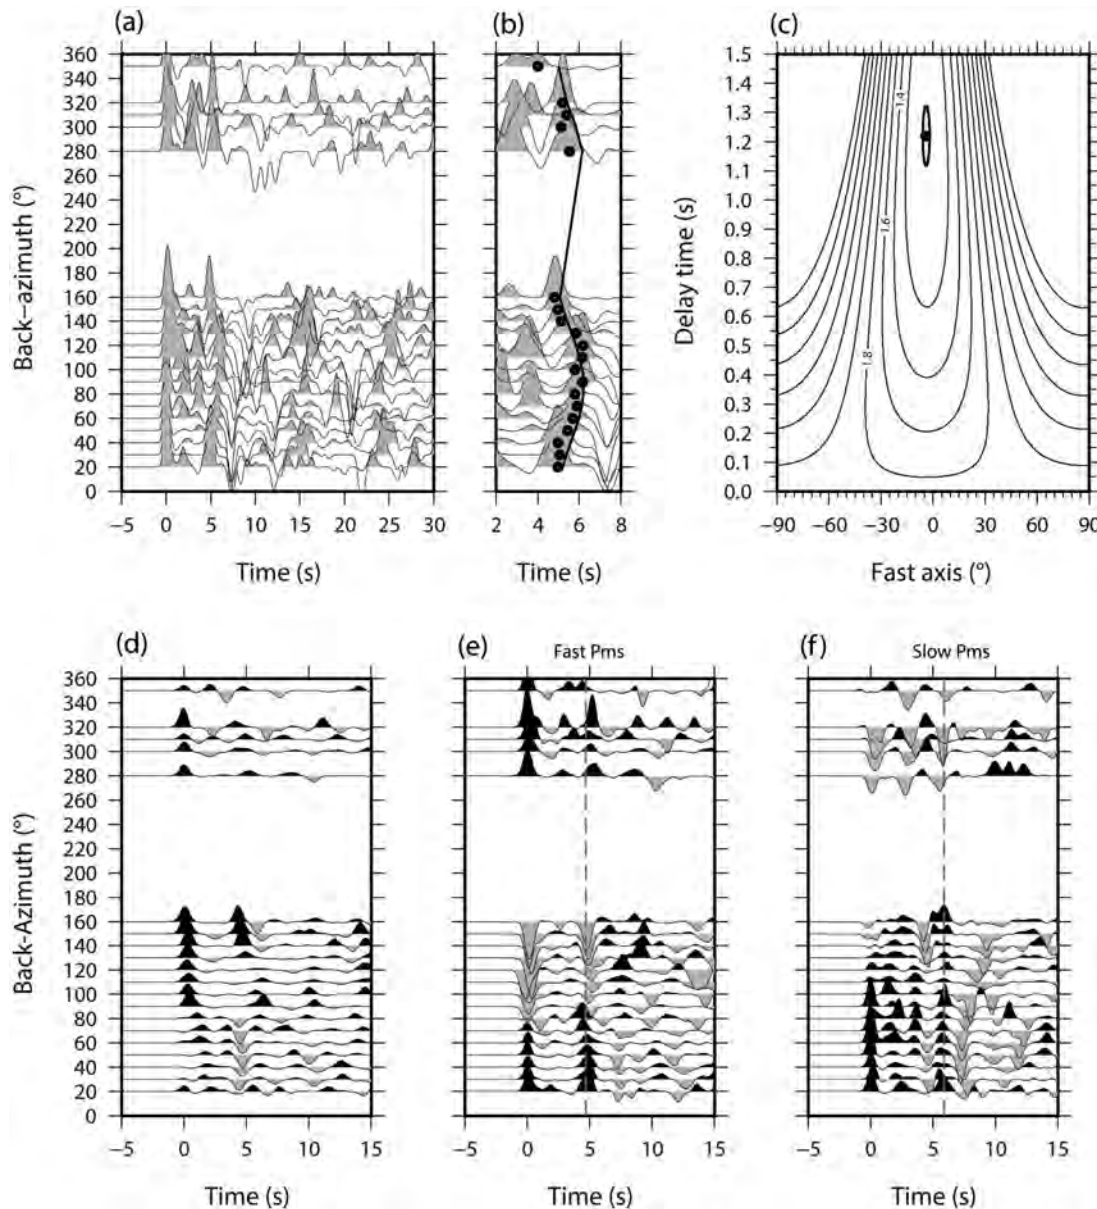 (a)
(b)
(c)
360
340
320
300
280
260
240
220
200
180
160
140
120
100
80
60
40
20
0
Back–azimuth (°)
−5 0 5 10 15 20 25 30
Time (s)
2 4 6 8
Time (s)
1.5
1.4
1.3
1.2
1.1
1.0
0.9
0.8
0.7
0.6
0.5
0.4
0.3
0.2
0.1
0.0
Delay time (s)
1.4
1.6
1.8
−90 −60 −30 0 30 60 90
Fast axis (°)
(d)
(e)
Fast Pms
(f)
Slow Pms
360
340
320
300
280
260
240
220
200
180
160
140
120
100
80
60
40
20
0
Back-Azimuth (°)
−5 0 5 10 15
Time (s)
−5 0 5 10 15
Time (s)
−5 0 5 10 15
Time (s)